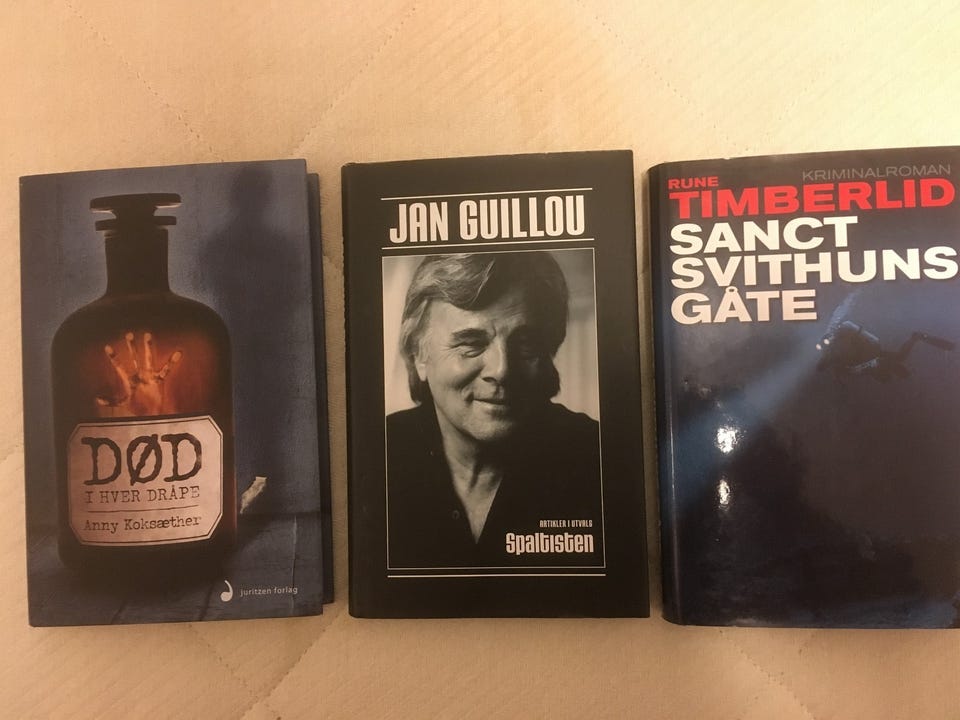 DØD
I HVER DRÅPE
Anny Koksæther
juritzen forlag
JAN GUILLOU
ARTIKLER I UTVALG
Spaltisten
KRIMINALROMAN
RUNE
TIMBERLID
SANCT
SVITHUNS
GÅTE